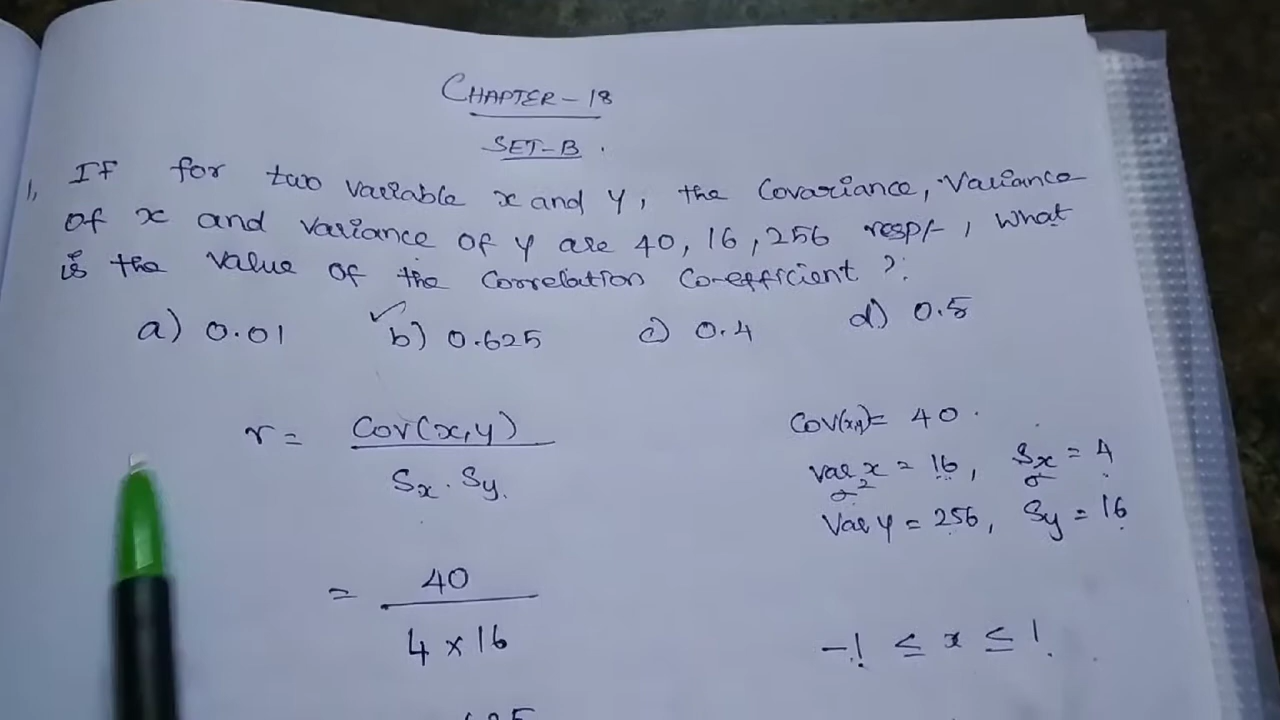 CHAPTER-18
SET-B.
1, IF for two variable x and y, the Covariance, Variance
of x and variance of y are 40, 16, 256 resp/-, what
is the value of the Correlation Co-efficient ?:
a) 0.01 ✓b) 0.625 c) 0.4 d) 0.5
r = Cov(x,y) / Sx . Sy.
= 40 / 4 x 16
Cov(x,y)= 40.
var x = 16, Sx = 4
σ² σ
Var y = 256, Sy = 16
-1 ≤ x ≤ 1.